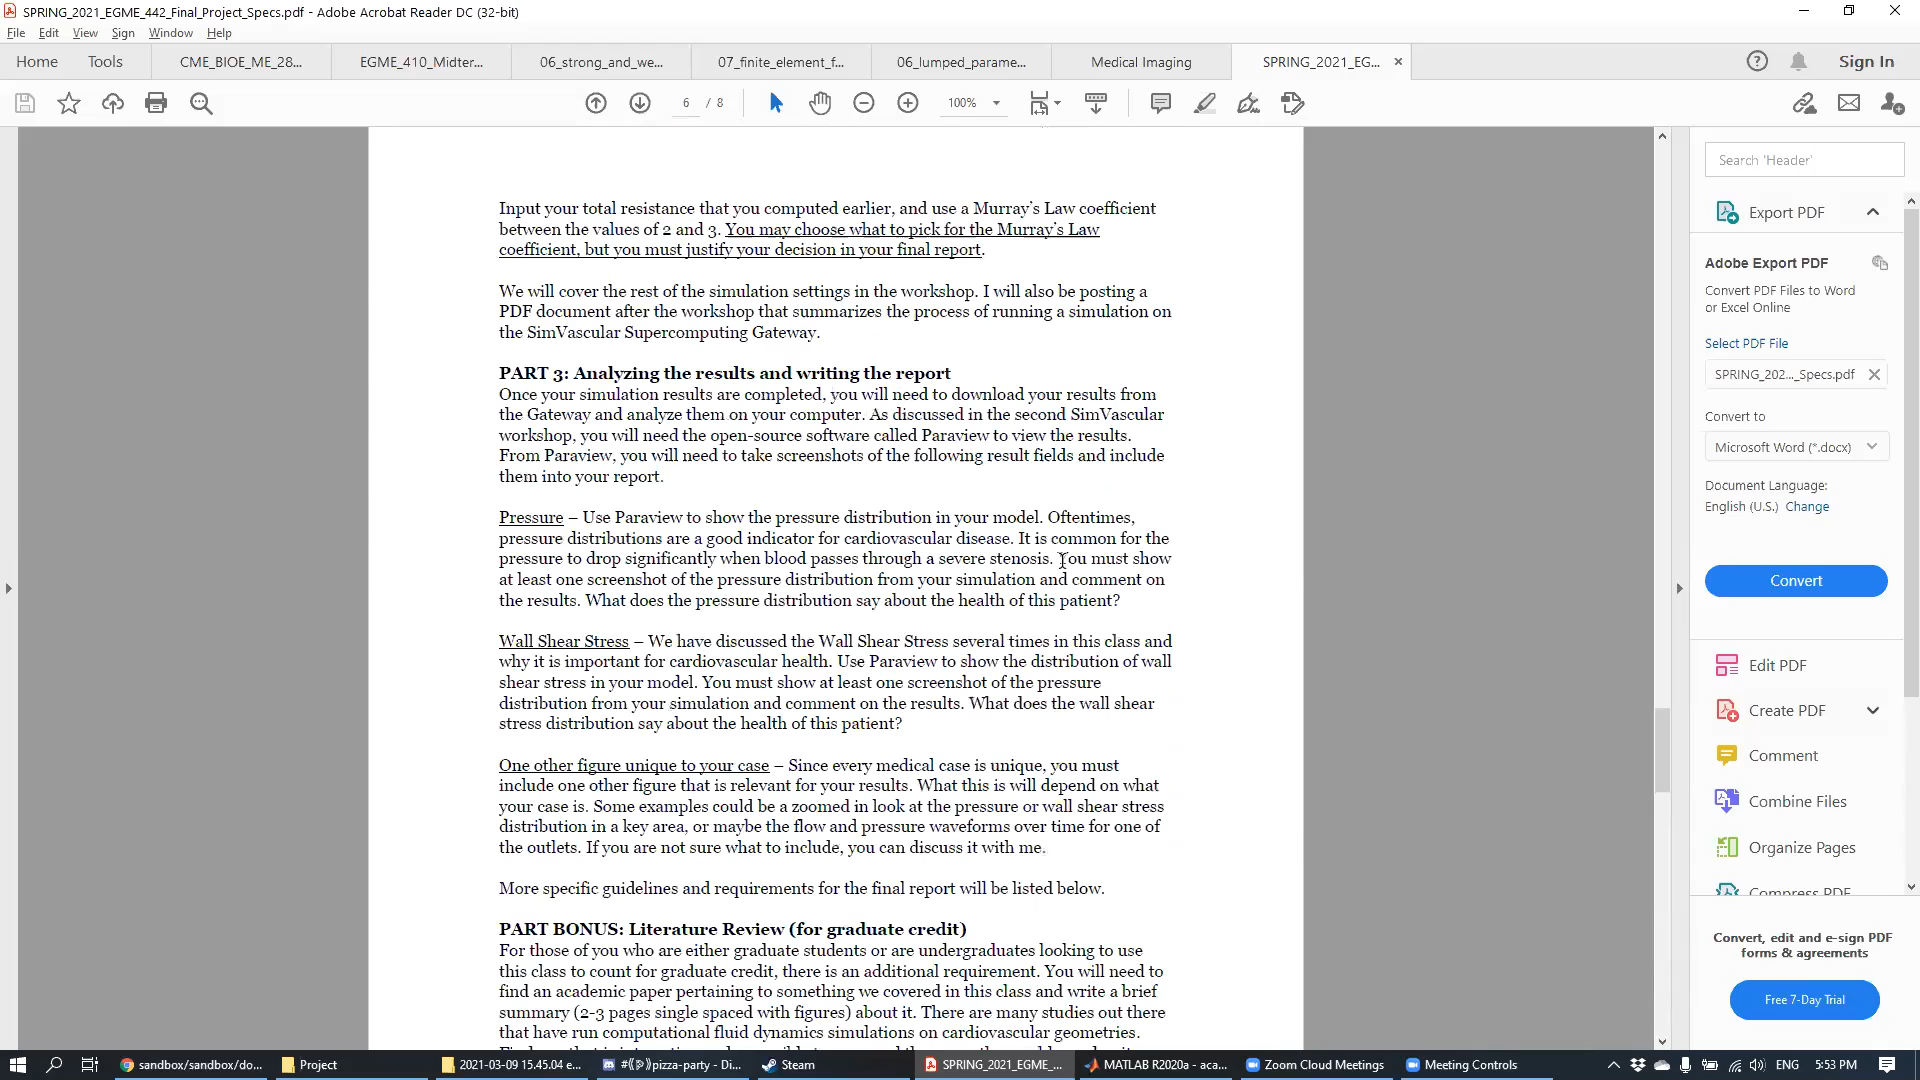 SPRING_2021_EGME_442_Final_Project_Specs.pdf - Adobe Acrobat Reader DC (32-bit)
File Edit View Sign Window Help
Home Tools CME_BIOE_ME_28... EGME_410_Midter... 06_strong_and_we... 07_finite_element_f... 06_lumped_parame... Medical Imaging SPRING_2021_EG... Sign In
6 / 8 100%
Input your total resistance that you computed earlier, and use a Murray's Law coefficient
between the values of 2 and 3. You may choose what to pick for the Murray's Law
coefficient, but you must justify your decision in your final report.
We will cover the rest of the simulation settings in the workshop. I will also be posting a
PDF document after the workshop that summarizes the process of running a simulation on
the SimVascular Supercomputing Gateway.
PART 3: Analyzing the results and writing the report
Once your simulation results are completed, you will need to download your results from
the Gateway and analyze them on your computer. As discussed in the second SimVascular
workshop, you will need the open-source software called Paraview to view the results.
From Paraview, you will need to take screenshots of the following result fields and include
them into your report.
Pressure – Use Paraview to show the pressure distribution in your model. Oftentimes,
pressure distributions are a good indicator for cardiovascular disease. It is common for the
pressure to drop significantly when blood passes through a severe stenosis. You must show
at least one screenshot of the pressure distribution from your simulation and comment on
the results. What does the pressure distribution say about the health of this patient?
Wall Shear Stress – We have discussed the Wall Shear Stress several times in this class and
why it is important for cardiovascular health. Use Paraview to show the distribution of wall
shear stress in your model. You must show at least one screenshot of the pressure
distribution from your simulation and comment on the results. What does the wall shear
stress distribution say about the health of this patient?
One other figure unique to your case – Since every medical case is unique, you must
include one other figure that is relevant for your results. What this is will depend on what
your case is. Some examples could be a zoomed in look at the pressure or wall shear stress
distribution in a key area, or maybe the flow and pressure waveforms over time for one of
the outlets. If you are not sure what to include, you can discuss it with me.
More specific guidelines and requirements for the final report will be listed below.
PART BONUS: Literature Review (for graduate credit)
For those of you who are either graduate students or are undergraduates looking to use
this class to count for graduate credit, there is an additional requirement. You will need to
find an academic paper pertaining to something we covered in this class and write a brief
summary (2-3 pages single spaced with figures) about it. There are many studies out there
that have run computational fluid dynamics simulations on cardiovascular geometries.
Search 'Header'
Export PDF
Adobe Export PDF
Convert PDF Files to Word
or Excel Online
Select PDF File
SPRING_202..._Specs.pdf
Convert to
Microsoft Word (*.docx)
Document Language:
English (U.S.) Change
Convert
Edit PDF
Create PDF
Comment
Combine Files
Organize Pages
Compress PDF
Convert, edit and e-sign PDF
forms & agreements
Free 7-Day Trial
sandbox/sandbox/do... Project 2021-03-09 15.45.04 e... pizza-party - Di... Steam SPRING_2021_EGME_... MATLAB R2020a - aca... Zoom Cloud Meetings Meeting Controls ENG 5:53 PM